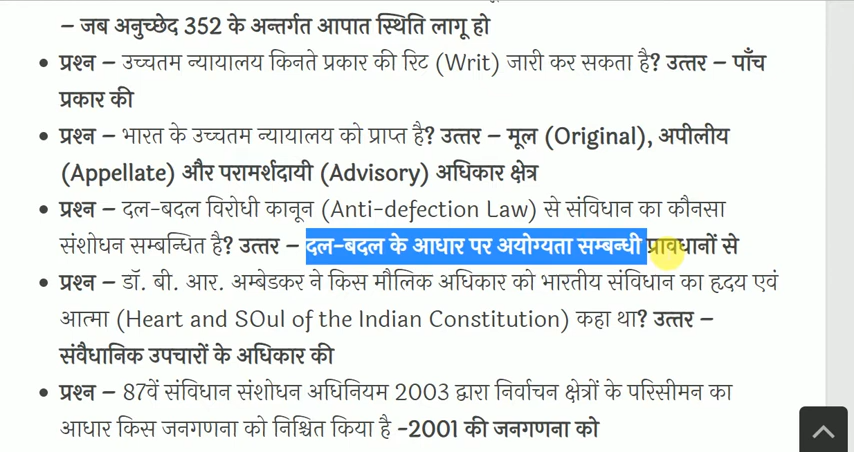 – जब अनुच्छेद 352 के अन्तर्गत आपात स्थिति लागू हो
• प्रश्न – उच्चतम न्यायालय कितने प्रकार की रिट (Writ) जारी कर सकता है? उत्तर – पाँच
प्रकार की
• प्रश्न – भारत के उच्चतम न्यायालय को प्राप्त है? उत्तर – मूल (Original), अपीलीय
(Appellate) और परामर्शदायी (Advisory) अधिकार क्षेत्र
• प्रश्न – दल-बदल विरोधी कानून (Anti-defection Law) से संविधान का कौनसा
संशोधन सम्बन्धित है? उत्तर – दल-बदल के आधार पर अयोग्यता सम्बन्धी प्रावधानों से
• प्रश्न – डॉ. बी. आर. अम्बेडकर ने किस मौलिक अधिकार को भारतीय संविधान का हृदय एवं
आत्मा (Heart and SOul of the Indian Constitution) कहा था? उत्तर –
संवैधानिक उपचारों के अधिकार की
• प्रश्न – 87वें संविधान संशोधन अधिनियम 2003 द्वारा निर्वाचन क्षेत्रों के परिसीमन का
आधार किस जनगणना को निश्चित किया है -2001 की जनगणना को